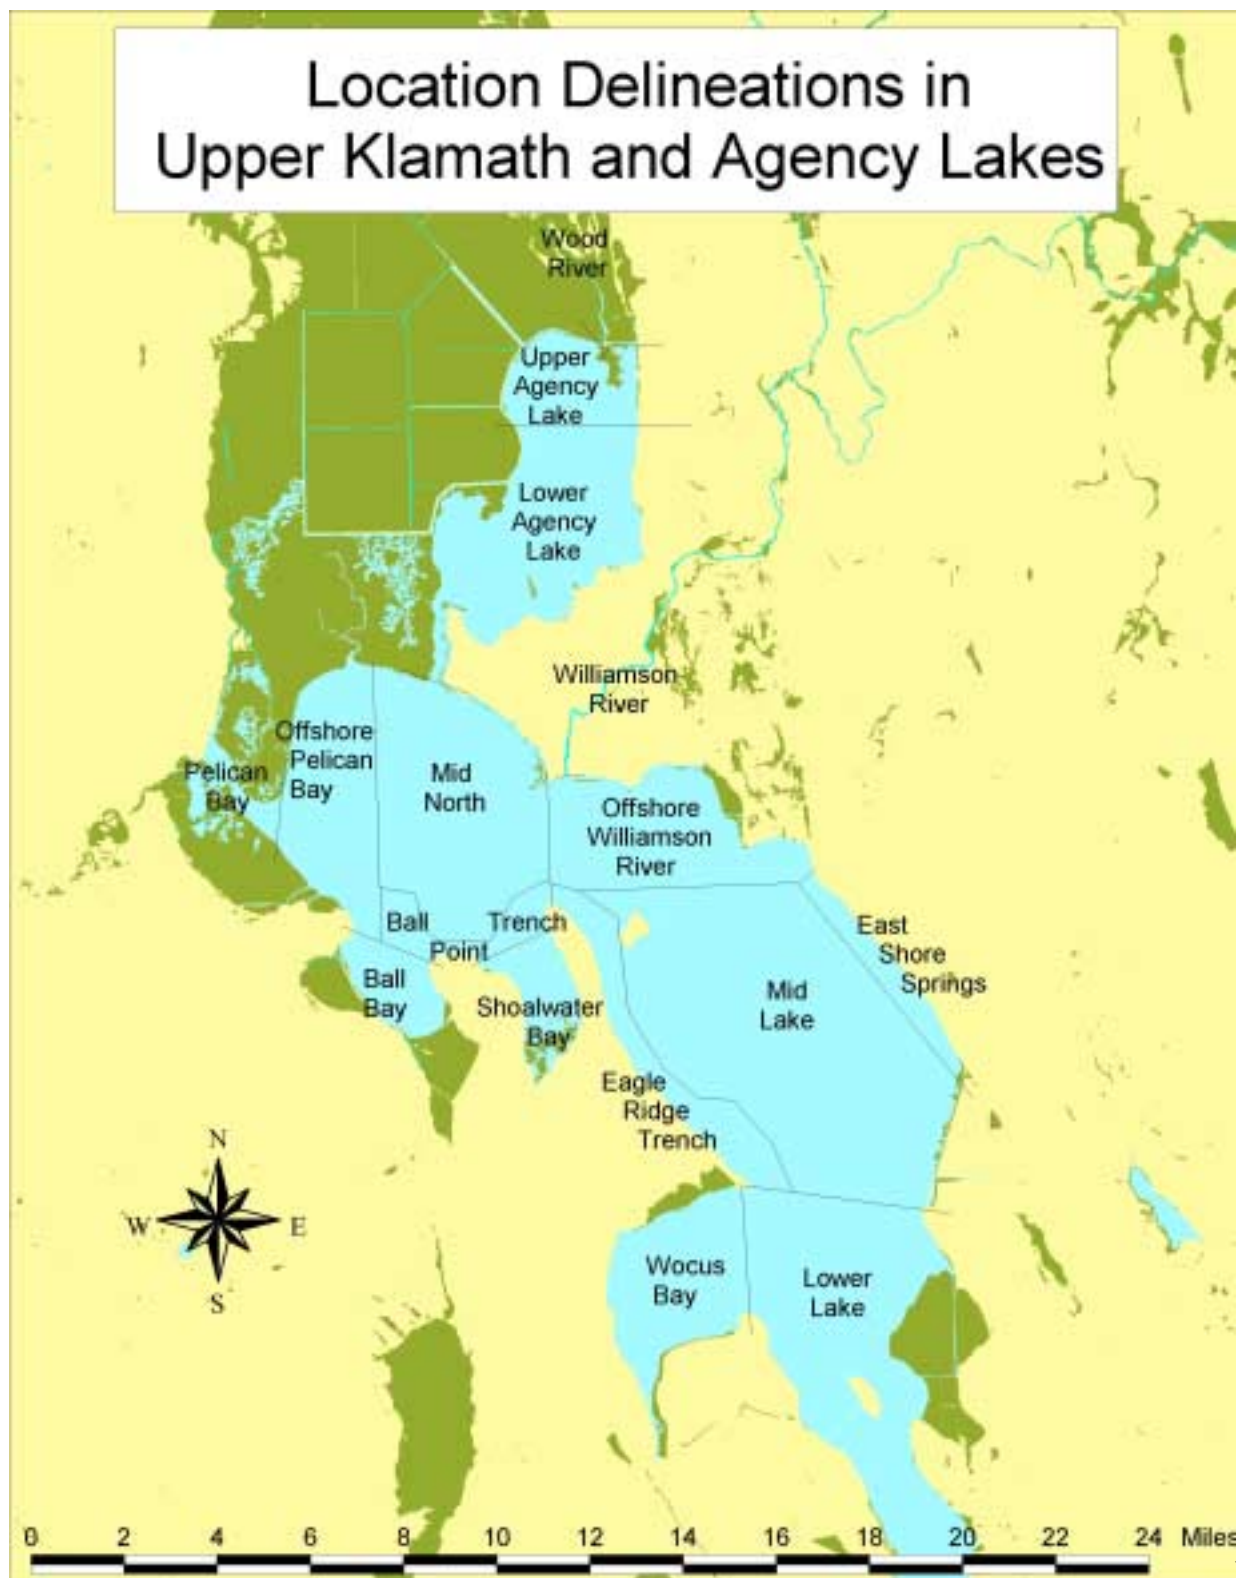 Location Delineations in
Upper Klamath and Agency Lakes
Wood
River
Upper
Agency
Lake
Lower
Agency
Lake
Williamson
River
Offshore
Pelican
Bay
Pelican
Bay
Mid
North
Offshore
Williamson
River
Ball
Point
Trench
East
Shore
Springs
Ball
Bay
Shoalwater
Bay
Mid
Lake
Eagle
Ridge
Trench
N
W E
S
Wocus
Bay
Lower
Lake
0 2 4 6 8 10 12 14 16 18 20 22 24 Miles